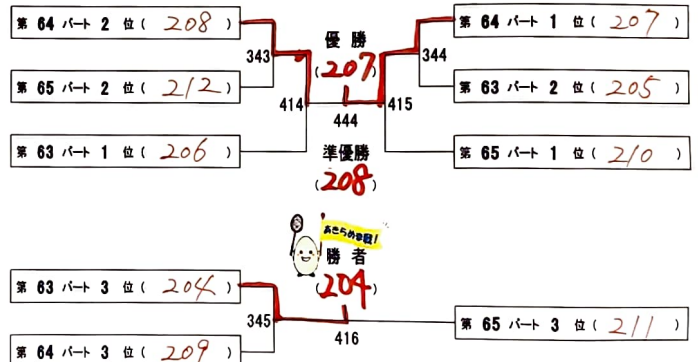 第 64 パート 2 位 ( 208 )
343
第 65 パート 2 位 ( 212 )
414
第 63 パート 1 位 ( 206 )
優 勝
(207)
444
準優勝
(208)
第 64 パート 1 位 ( 207 )
344
第 63 パート 2 位 ( 205 )
415
第 65 パート 1 位 ( 210 )
あきらめま戦!
勝 者
(204)
第 63 パート 3 位 ( 204 )
345
第 64 パート 3 位 ( 209 )
416
第 65 パート 3 位 ( 211 )